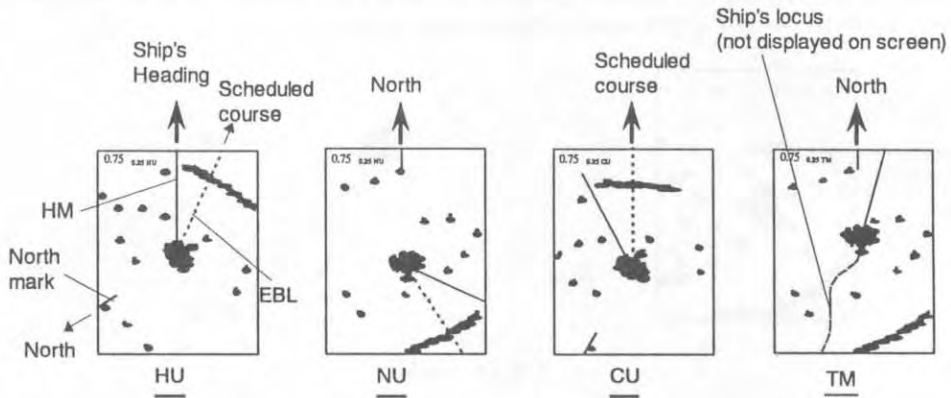 Ship's
Heading
Scheduled
course
North
Scheduled
course
Ship's locus
(not displayed on screen)
North
0.75 0.25 HU
0.75 0.25 NU
0.75 0.25 CU
0.75 0.25 TM
HM
North
mark
EBL
North
HU
NU
CU
TM